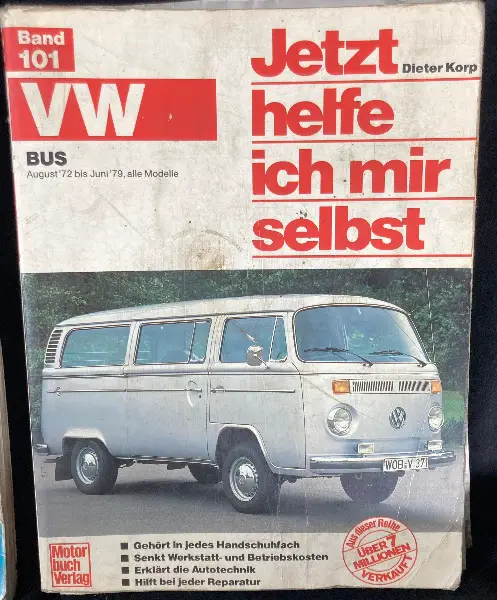 Band
101
VW
BUS
August '72 bis Juni '79, alle Modelle
Jetzt
Dieter Korp
helfe
ich mir
selbst
WOB-V 37
■ Gehört in jedes Handschuhfach
■ Senkt Werkstatt- und Betriebskosten
■ Erklärt die Autotechnik
■ Hilft bei jeder Reparatur
Aus dieser Reihe
ÜBER 7
MILLIONEN
VERKAUFT
Motor
buch
Verlag